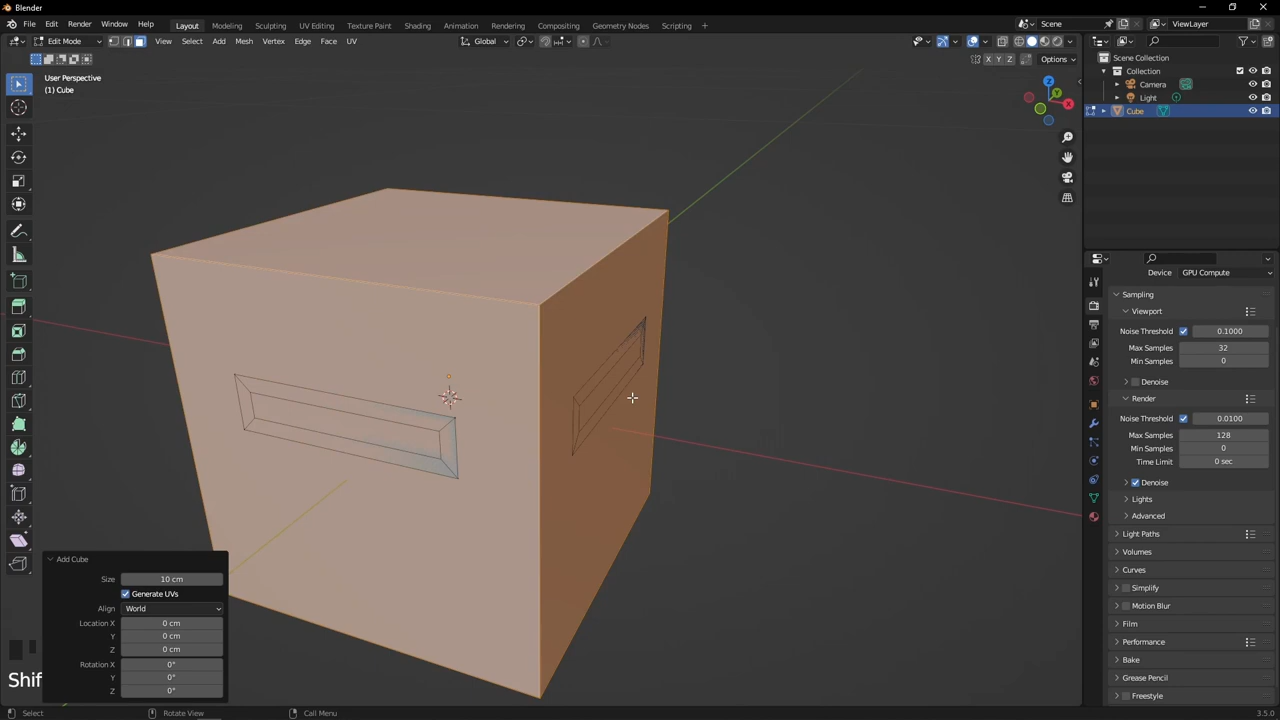 Blender
File Edit Render Window Help
Layout Modeling Sculpting UV Editing Texture Paint Shading Animation Rendering Compositing Geometry Nodes Scripting +
Scene
ViewLayer
Edit Mode
View Select Add Mesh Vertex Edge Face UV
Global
X Y Z
Options
User Perspective
(1) Cube
Z
Y
X
Scene Collection
Collection
Camera
Light
Cube
Device GPU Compute
Sampling
Viewport
Noise Threshold 0.1000
Max Samples 32
Min Samples 0
Denoise
Render
Noise Threshold 0.0100
Max Samples 128
Min Samples 0
Time Limit 0 sec
Denoise
Lights
Advanced
Light Paths
Volumes
Curves
Simplify
Motion Blur
Film
Performance
Bake
Grease Pencil
Freestyle
Add Cube
Size 10 cm
Generate UVs
Align World
Location X 0 cm
Y 0 cm
Z 0 cm
Rotation X 0°
Y 0°
Z 0°
Shif
Select
Rotate View
Call Menu
3.5.0